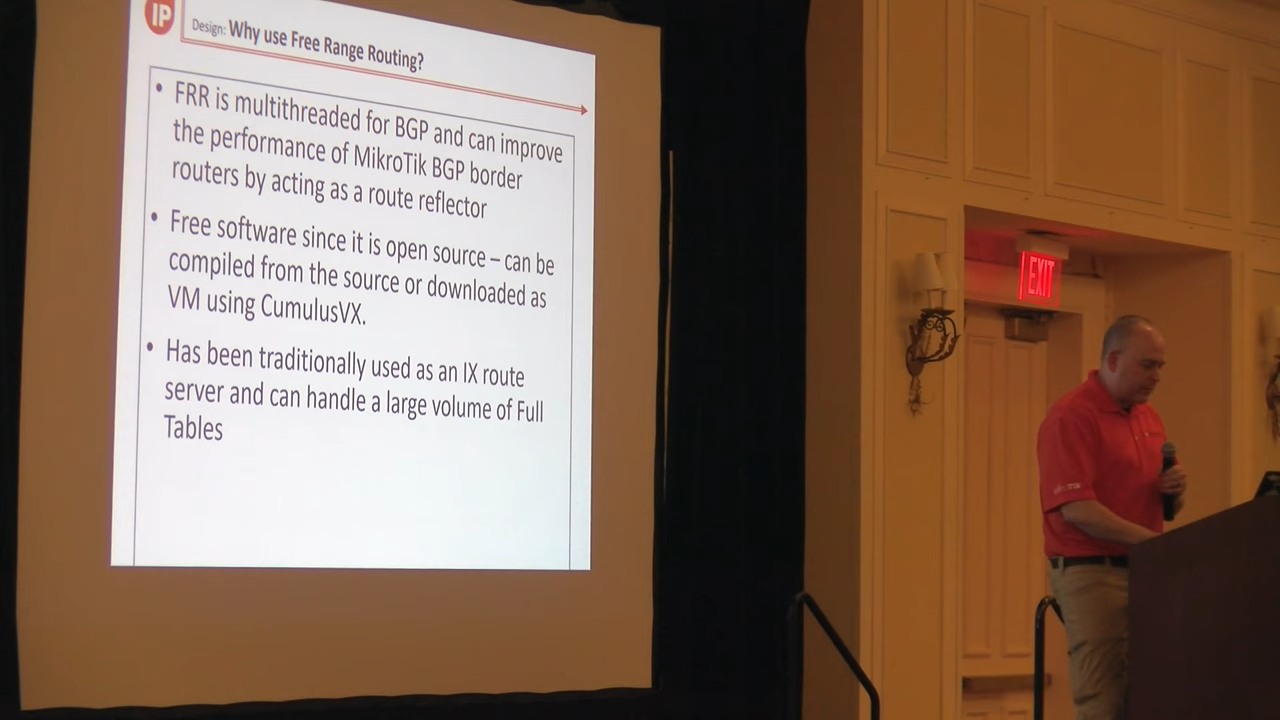 IP
Design: Why use Free Range Routing?
• FRR is multithreaded for BGP and can improve
the performance of MikroTik BGP border
routers by acting as a route reflector
• Free software since it is open source – can be
compiled from the source or downloaded as
VM using CumulusVX.
• Has been traditionally used as an IX route
server and can handle a large volume of Full
Tables
EXIT